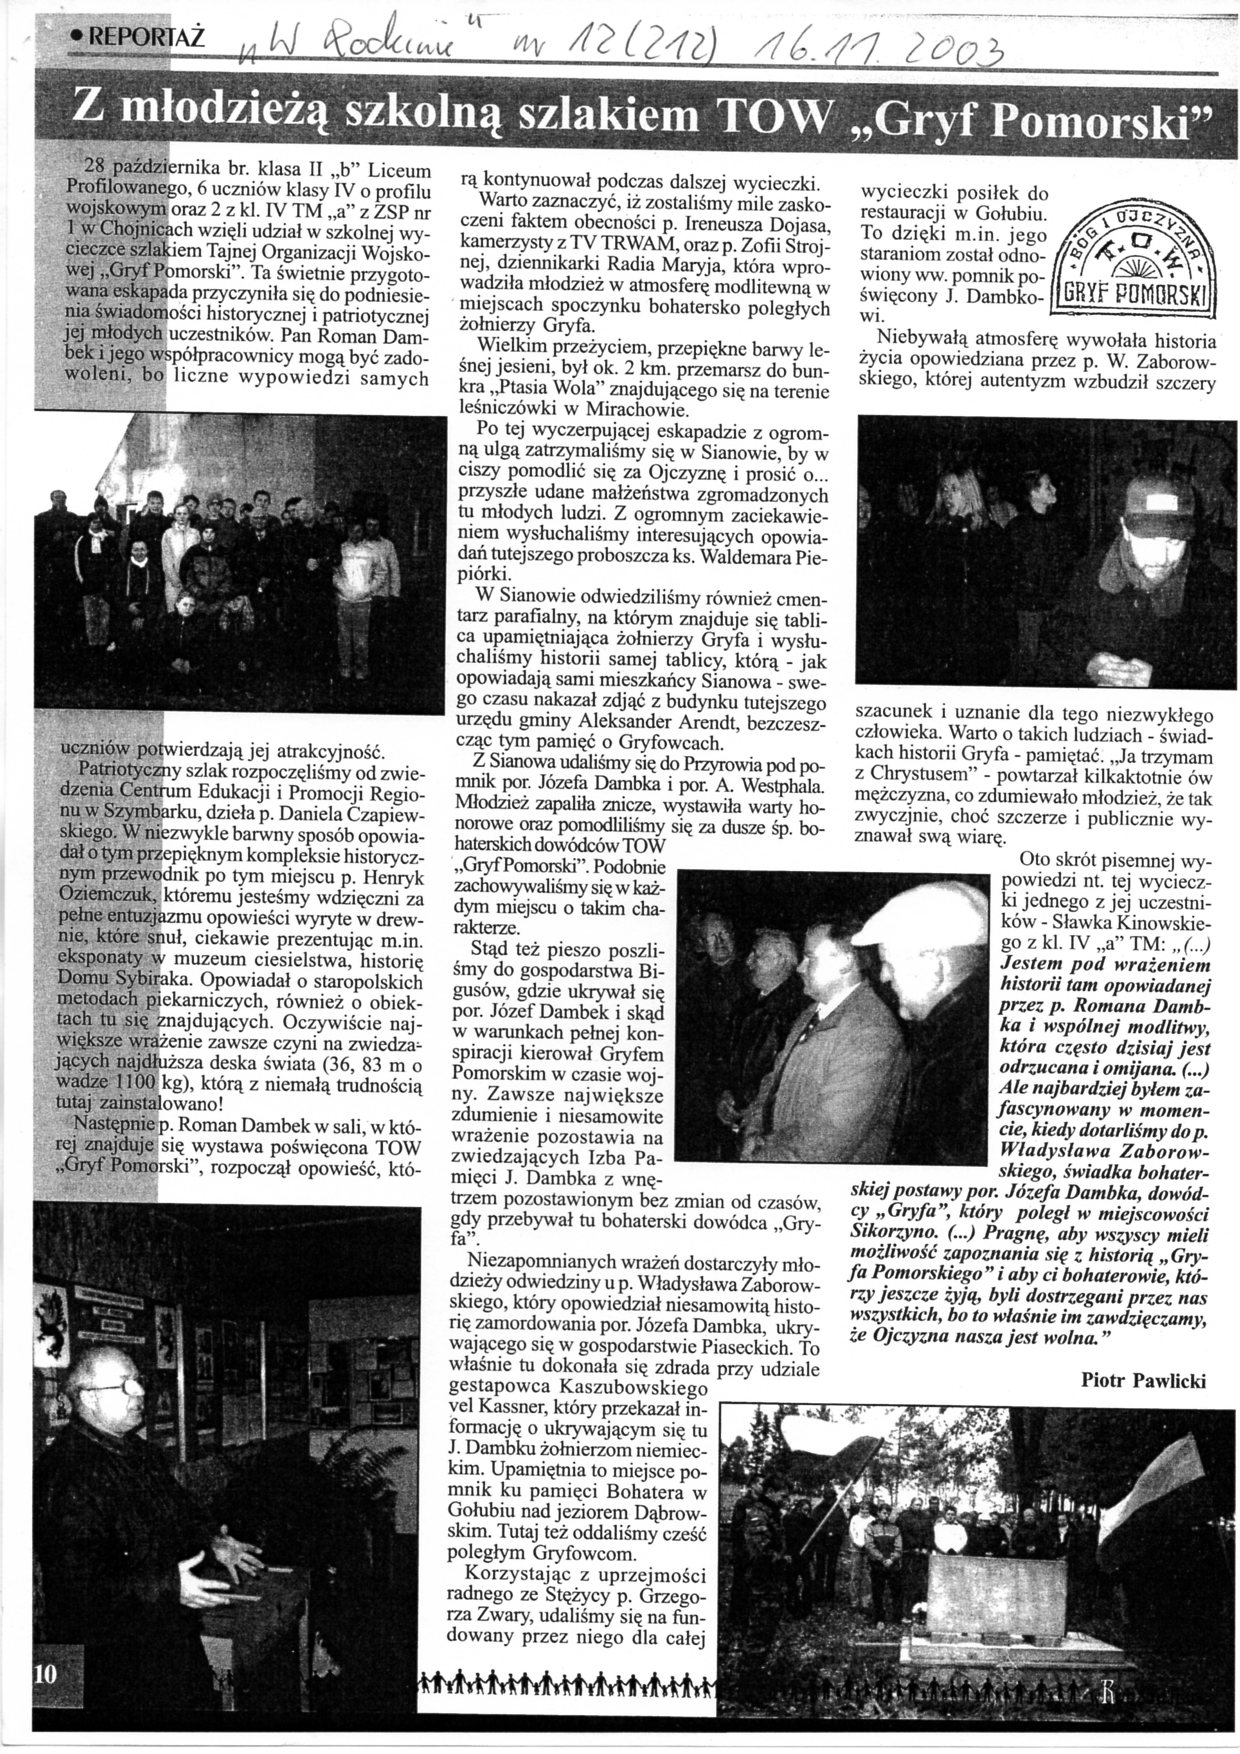 • REPORTAŻ
„W Rodzinie" nr 12(212) 16.11.2003
Z młodzieżą szkolną szlakiem TOW „Gryf Pomorski”
28 października br. klasa II „b” Liceum
Profilowanego, 6 uczniów klasy IV o profilu
wojskowym oraz 2 z kl. IV TM „a” z ZSP nr
1 w Chojnicach wzięli udział w szkolnej wy-
cieczce szlakiem Tajnej Organizacji Wojsko-
wej „Gryf Pomorski”. Ta świetnie przygoto-
wana eskapada przyczyniła się do podniesie-
nia świadomości historycznej i patriotycznej
jej młodych uczestników. Pan Roman Dam-
bek i jego współpracownicy mogą być zado-
woleni, bo liczne wypowiedzi samych
uczniów potwierdzają jej atrakcyjność.
Patriotyczny szlak rozpoczęliśmy od zwie-
dzenia Centrum Edukacji i Promocji Regio-
nu w Szymbarku, dzieła p. Daniela Czapiew-
skiego. W niezwykle barwny sposób opowia-
dał o tym przepięknym kompleksie historycz-
nym przewodnik po tym miejscu p. Henryk
Oziemczuk, któremu jesteśmy wdzięczni za
pełne entuzjazmu opowieści wyryte w drew-
nie, które snuł, ciekawie prezentując m.in.
eksponaty w muzeum ciesielstwa, historię
Domu Sybiraka. Opowiadał o staropolskich
metodach piekarniczych, również o obiek-
tach tu się znajdujących. Oczywiście naj-
większe wrażenie zawsze czyni na zwiedza-
jących najdłuższa deska świata (36, 83 m o
wadze 1100 kg), którą z niemałą trudnością
tutaj zainstalowano!
Następnie p. Roman Dambek w sali, w któ-
rej znajduje się wystawa poświęcona TOW
„Gryf Pomorski”, rozpoczął opowieść, któ-
rą kontynuował podczas dalszej wycieczki.
Warto zaznaczyć, iż zostaliśmy mile zasko-
czeni faktem obecności p. Ireneusza Dojasa,
kamerzysty z TV TRWAM, oraz p. Zofii Stroj-
nej, dziennikarki Radia Maryja, która wpro-
wadziła młodzież w atmosferę modlitewną w
miejscach spoczynku bohatersko poległych
żołnierzy Gryfa.
Wielkim przeżyciem, przepiękne barwy le-
śnej jesieni, był ok. 2 km. przemarsz do bun-
kra „Ptasia Wola” znajdującego się na terenie
leśniczówki w Mirachowie.
Po tej wyczerpującej eskapadzie z ogrom-
ną ulgą zatrzymaliśmy się w Sianowie, by w
ciszy pomodlić się za Ojczyznę i prosić o...
przyszłe udane małżeństwa zgromadzonych
tu młodych ludzi. Z ogromnym zaciekawie-
niem wysłuchaliśmy interesujących opowia-
dań tutejszego proboszcza ks. Waldemara Pie-
piórki.
W Sianowie odwiedziliśmy również cmen-
tarz parafialny, na którym znajduje się tabli-
ca upamiętniająca żołnierzy Gryfa i wysłu-
chaliśmy historii samej tablicy, którą - jak
opowiadają sami mieszkańcy Sianowa - swe-
go czasu nakazał zdjąć z budynku tutejszego
urzędu gminy Aleksander Arendt, bezczesz-
cząc tym pamięć o Gryfowcach.
Z Sianowa udaliśmy się do Przyrowia pod po-
mnik por. Józefa Dambka i por. A. Westphala.
Młodzież zapaliła znicze, wystawiła warty ho-
norowe oraz pomodliliśmy się za dusze śp. bo-
haterskich dowódców TOW
„Gryf Pomorski”. Podobnie
zachowywaliśmy się w każ-
dym miejscu o takim cha-
rakterze.
Stąd też pieszo poszli-
śmy do gospodarstwa Bi-
gusów, gdzie ukrywał się
por. Józef Dambek i skąd
w warunkach pełnej kon-
spiracji kierował Gryfem
Pomorskim w czasie woj-
ny. Zawsze największe
zdumienie i niesamowite
wrażenie pozostawia na
zwiedzających Izba Pa-
mięci J. Dambka z wnę-
trzem pozostawionym bez zmian od czasów,
gdy przebywał tu bohaterski dowódca „Gry-
fa”.
Niezapomnianych wrażeń dostarczyły mło-
dzieży odwiedziny u p. Władysława Zaborow-
skiego, który opowiedział niesamowitą histo-
rię zamordowania por. Józefa Dambka, ukry-
wającego się w gospodarstwie Piaseckich. To
właśnie tu dokonała się zdrada przy udziale
gestapowca Kaszubowskiego
vel Kassner, który przekazał in-
formację o ukrywającym się tu
J. Dambku żołnierzom niemiec-
kim. Upamiętnia to miejsce po-
mnik ku pamięci Bohatera w
Gołubiu nad jeziorem Dąbrow-
skim. Tutaj też oddaliśmy cześć
poległym Gryfowcom.
Korzystając z uprzejmości
radnego ze Stężycy p. Grzego-
rza Zwary, udaliśmy się na fun-
dowany przez niego dla całej
wycieczki posiłek do
restauracji w Gołubiu.
To dzięki m.in. jego
staraniom został odno-
wiony ww. pomnik po-
święcony J. Dambko-
wi.
BÓG I OJCZYZNA
T.O.W.
GRYF POMORSKI
Niebywałą atmosferę wywołała historia
życia opowiedziana przez p. W. Zaborow-
skiego, której autentyzm wzbudził szczery
szacunek i uznanie dla tego niezwykłego
człowieka. Warto o takich ludziach - świad-
kach historii Gryfa - pamiętać. „Ja trzymam
z Chrystusem” - powtarzał kilkaktotnie ów
mężczyzna, co zdumiewało młodzież, że tak
zwyczjnie, choć szczerze i publicznie wy-
znawał swą wiarę.
Oto skrót pisemnej wy-
powiedzi nt. tej wyciecz-
ki jednego z jej uczestni-
ków - Sławka Kinowskie-
go z kl. IV „a” TM: „(...)
Jestem pod wrażeniem
historii tam opowiadanej
przez p. Romana Damb-
ka i wspólnej modlitwy,
która często dzisiaj jest
odrzucana i omijana. (...)
Ale najbardziej byłem za-
fascynowany w momen-
cie, kiedy dotarliśmy do p.
Władysława Zaborow-
skiego, świadka bohater-
skiej postawy por. Józefa Dambka, dowód-
cy „Gryfa”, który poległ w miejscowości
Sikorzyno. (...) Pragnę, aby wszyscy mieli
możliwość zapoznania się z historią „Gry-
fa Pomorskiego” i aby ci bohaterowie, któ-
rzy jeszcze żyją, byli dostrzegani przez nas
wszystkich, bo to właśnie im zawdzięczamy,
że Ojczyzna nasza jest wolna.”
Piotr Pawlicki
10